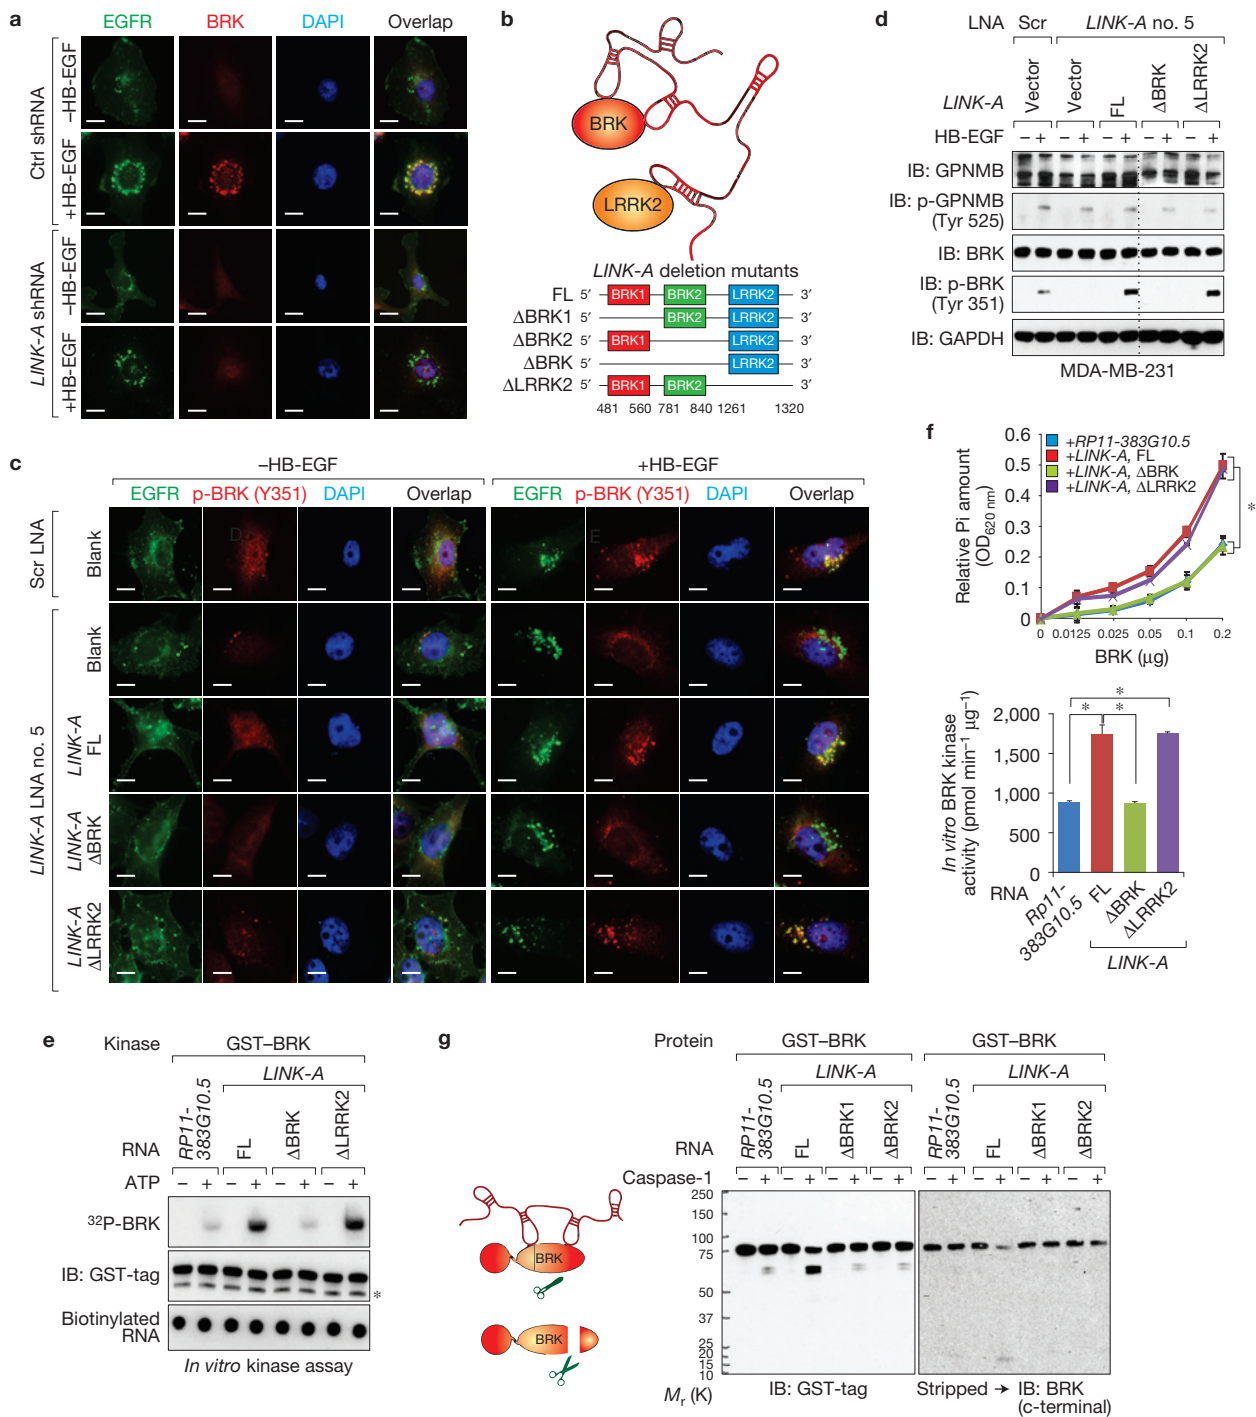 a
EGFR BRK DAPI Overlap
Ctrl shRNA
–HB-EGF
+HB-EGF
LINK-A shRNA
–HB-EGF
+HB-EGF
b
BRK
LRRK2
LINK-A deletion mutants
FL 5′ BRK1 BRK2 LRRK2 3′
ΔBRK1 5′ BRK2 LRRK2 3′
ΔBRK2 5′ BRK1 LRRK2 3′
ΔBRK 5′ LRRK2 3′
ΔLRRK2 5′ BRK1 BRK2 3′
481 560 781 840 1261 1320
c
–HB-EGF +HB-EGF
EGFR p-BRK (Y351) DAPI Overlap EGFR p-BRK (Y351) DAPI Overlap
D E
Scr LNA
Blank
LINK-A LNA no. 5
Blank
LINK-A FL
LINK-A ΔBRK
LINK-A ΔLRRK2
d
LNA Scr LINK-A no. 5
LINK-A Vector Vector FL ΔBRK ΔLRRK2
HB-EGF – + – + – + – + – +
IB: GPNMB
IB: p-GPNMB
(Tyr 525)
IB: BRK
IB: p-BRK
(Tyr 351)
IB: GAPDH
MDA-MB-231
e
Kinase GST–BRK
LINK-A
RNA RP11-383G10.5 FL ΔBRK ΔLRRK2
ATP – + – + – + – +
32P-BRK
IB: GST-tag
*
Biotinylated
RNA
In vitro kinase assay
f
+RP11-383G10.5
+LINK-A, FL
+LINK-A, ΔBRK
+LINK-A, ΔLRRK2
Relative Pi amount
(OD620 nm)
0.6
0.5
0.4
0.3
0.2
0.1
0
*
0 0.0125 0.025 0.05 0.1 0.2
BRK (µg)
In vitro BRK kinase
activity (pmol min–1 µg–1)
2,000
1,500
1,000
500
0
* * *
RNA Rp11-383G10.5 FL ΔBRK ΔLRRK2
LINK-A
g
Protein GST–BRK GST–BRK
LINK-A LINK-A
RNA RP11-383G10.5 FL ΔBRK1 ΔBRK2 RP11-383G10.5 FL ΔBRK1 ΔBRK2
Caspase-1 – + – + – + – + – + – + – + – +
BRK
BRK
250
150
100
75
50
37
25
20
15
10
Mr (K) IB: GST-tag Stripped → IB: BRK
(c-terminal)